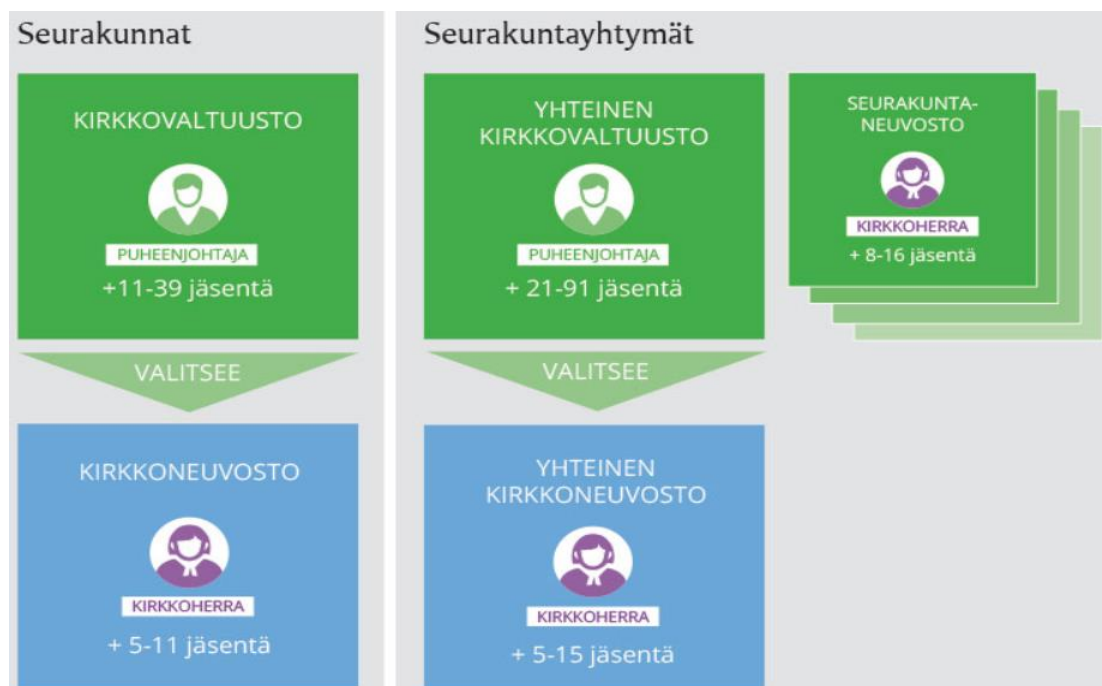 Seurakunnat
KIRKKOVALTUUSTO
PUHEENJOHTAJA
+11-39 jäsentä
VALITSEE
KIRKKONEUVOSTO
KIRKKOHERRA
+ 5-11 jäsentä
Seurakuntayhtymät
YHTEINEN
KIRKKOVALTUUSTO
PUHEENJOHTAJA
+ 21-91 jäsentä
VALITSEE
YHTEINEN
KIRKKONEUVOSTO
KIRKKOHERRA
+ 5-15 jäsentä
SEURAKUNTA-
NEUVOSTO
KIRKKOHERRA
+ 8-16 jäsentä